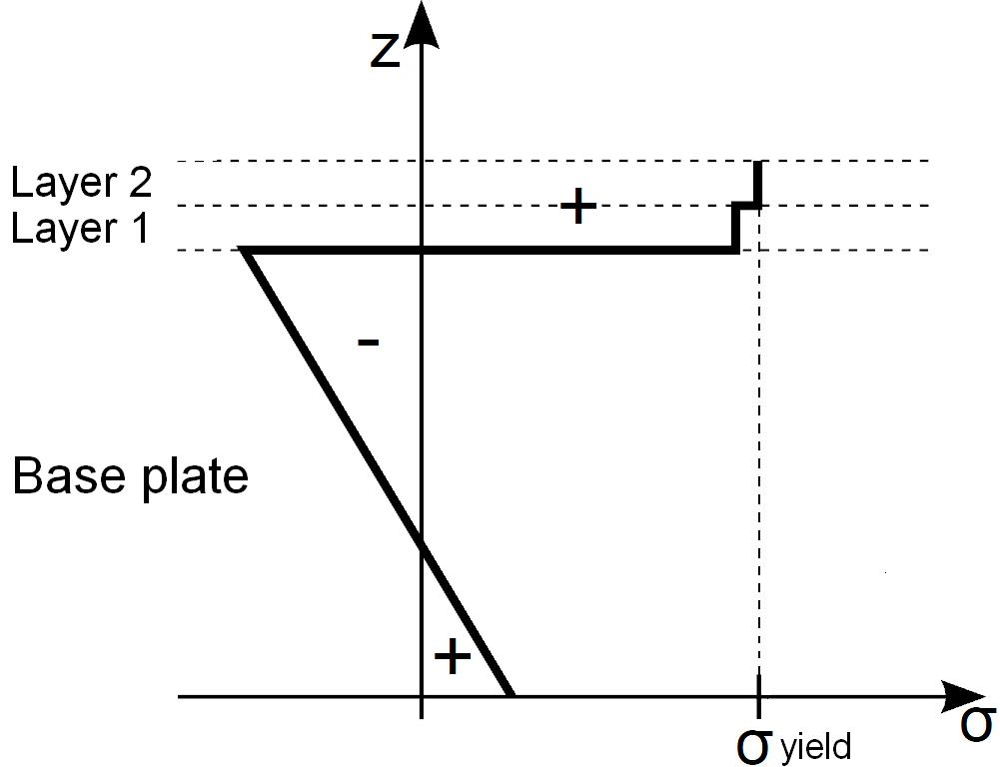 z
Layer 2
+
Layer 1
-
Base plate
+
σ
σ yield